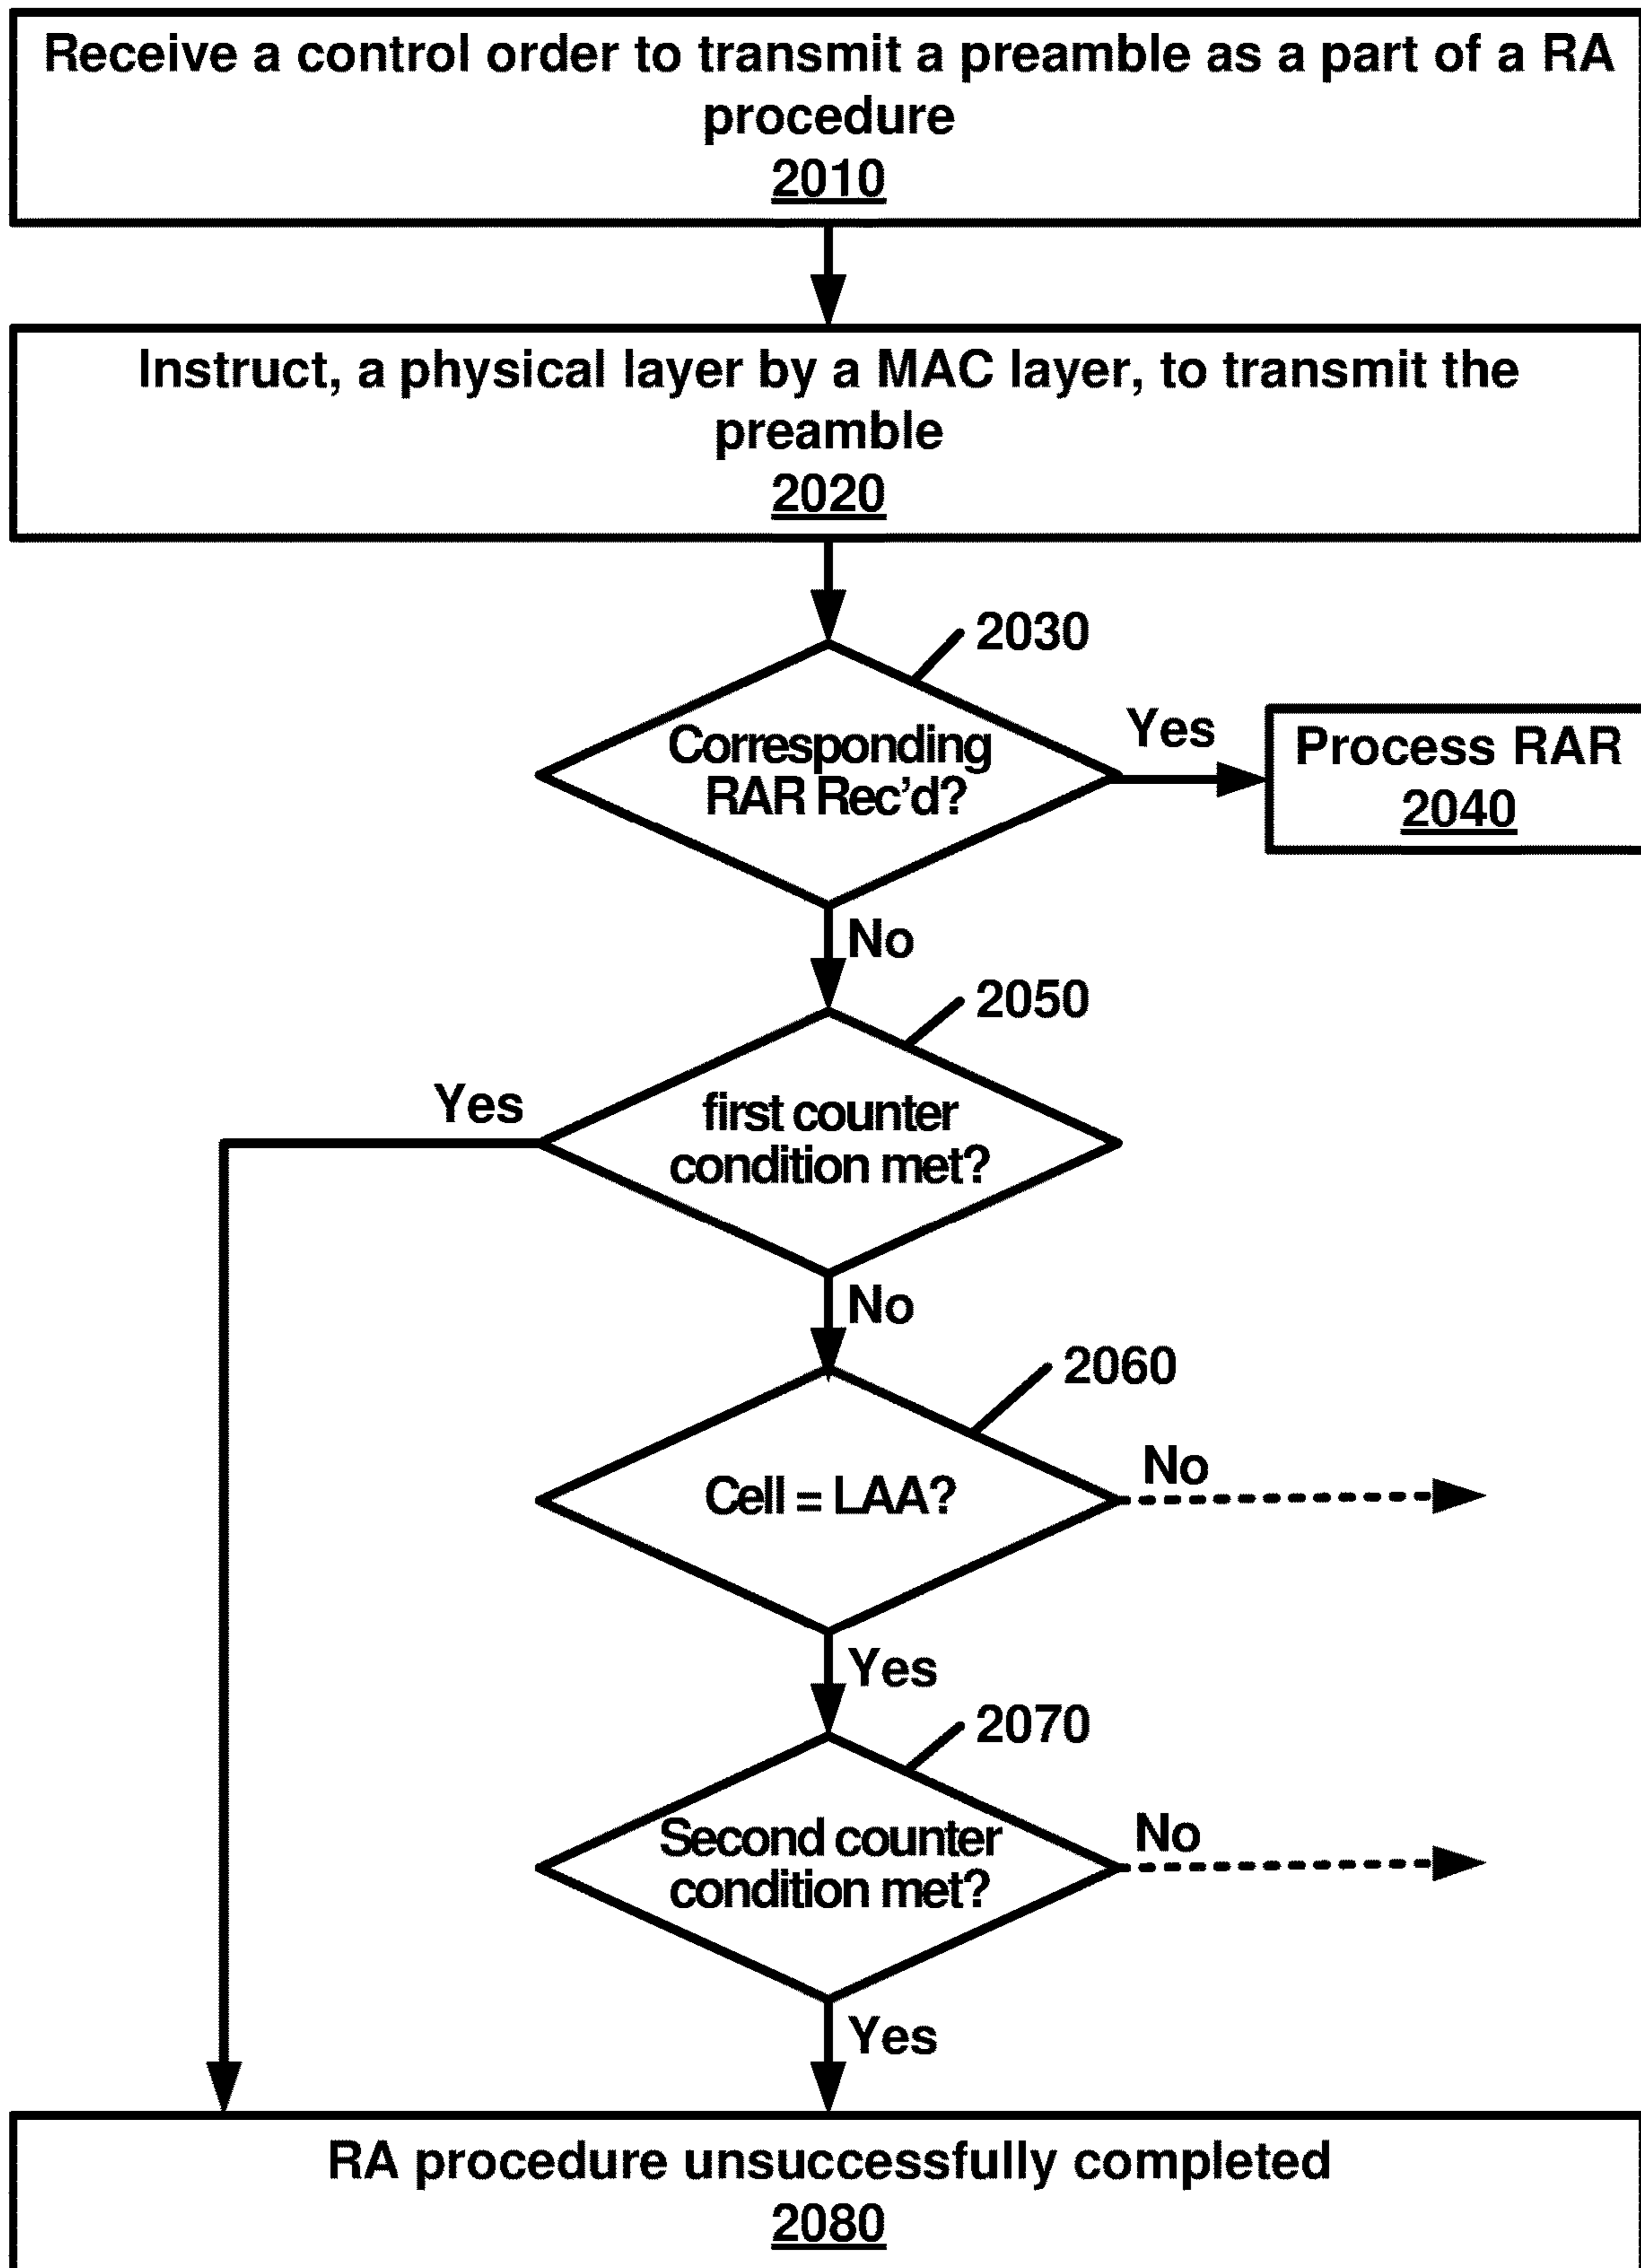 Receive a control order to transmit a preamble as a part of a RA
procedure
2010
Instruct, a physical layer by a MAC layer, to transmit the
preamble
2020
2030
Corresponding
RAR Rec'd?
Yes
Process RAR
2040
No
2050
Yes
first counter
condition met?
No
2060
Cell = LAA?
No
Yes
2070
Second counter
condition met?
No
Yes
RA procedure unsuccessfully completed
2080